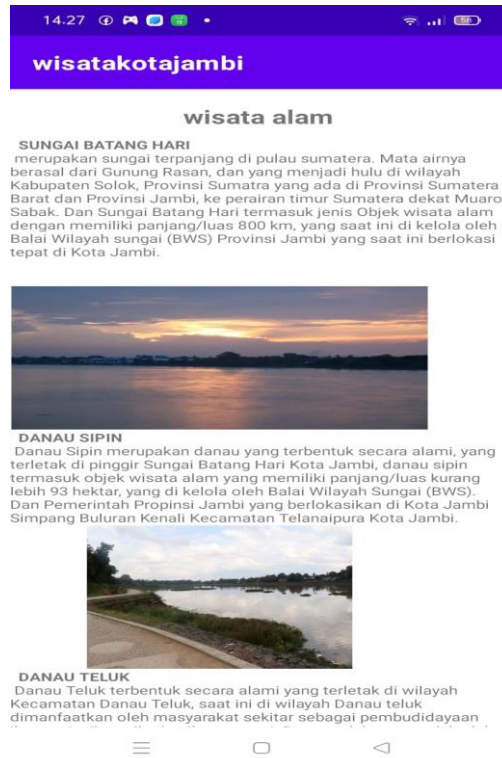 14.27
58
wisatakotajambi
wisata alam
SUNGAI BATANG HARI
merupakan sungai terpanjang di pulau sumatera. Mata airnya
berasal dari Gunung Rasan, dan yang menjadi hulu di wilayah
Kabupaten Solok, Provinsi Sumatra yang ada di Provinsi Sumatera
Barat dan Provinsi Jambi, ke perairan timur Sumatera dekat Muaro
Sabak. Dan Sungai Batang Hari termasuk jenis Objek wisata alam
dengan memiliki panjang/luas 800 km, yang saat ini di kelola oleh
Balai Wilayah sungai (BWS) Provinsi Jambi yang saat ini berlokasi
tepat di Kota Jambi.
DANAU SIPIN
Danau Sipin merupakan danau yang terbentuk secara alami, yang
terletak di pinggir Sungai Batang Hari Kota Jambi, danau sipin
termasuk objek wisata alam yang memiliki panjang/luas kurang
lebih 93 hektar, yang di kelola oleh Balai Wilayah Sungai (BWS).
Dan Pemerintah Propinsi Jambi yang berlokasikan di Kota Jambi
Simpang Buluran Kenali Kecamatan Telanaipura Kota Jambi.
DANAU TELUK
Danau Teluk terbentuk secara alami yang terletak di wilayah
Kecamatan Danau Teluk, saat ini di wilayah Danau teluk
dimanfaatkan oleh masyarakat sekitar sebagai pembudidayaan